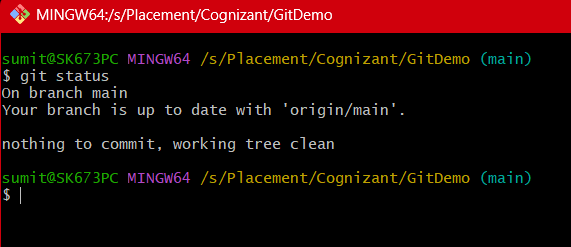 MINGW64:/s/Placement/Cognizant/GitDemo
sumit@SK673PC MINGW64 /s/Placement/Cognizant/GitDemo (main)
$ git status
On branch main
Your branch is up to date with 'origin/main'.
nothing to commit, working tree clean
sumit@SK673PC MINGW64 /s/Placement/Cognizant/GitDemo (main)
$